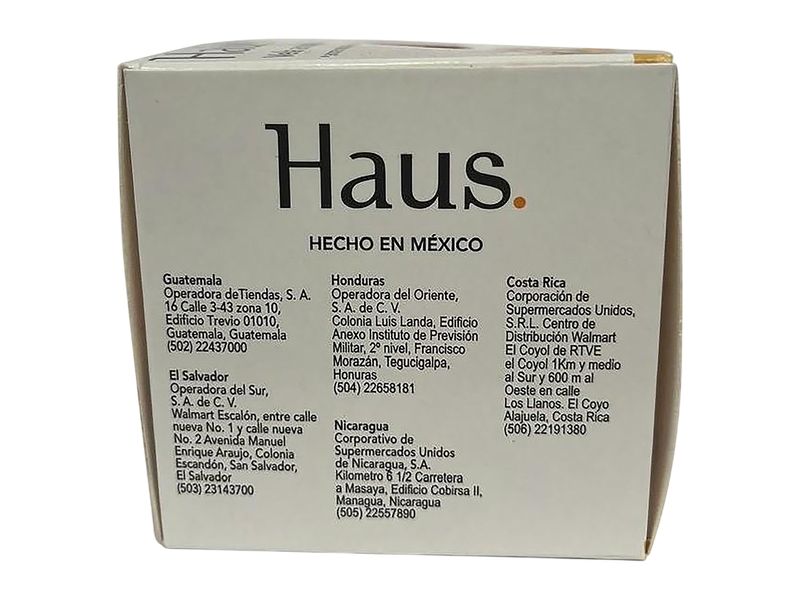 Haus.
HECHO EN MÉXICO
Guatemala
Operadora deTiendas, S. A.
16 Calle 3-43 zona 10,
Edificio Trevio 01010,
Guatemala, Guatemala
(502) 22437000
El Salvador
Operadora del Sur,
S. A. de C. V.
Walmart Escalón, entre calle
nueva No. 1 y calle nueva
No. 2 Avenida Manuel
Enrique Araujo, Colonia
Escandón, San Salvador,
El Salvador
(503) 23143700
Honduras
Operadora del Oriente,
S. A. de C. V.
Colonia Luis Landa, Edificio
Anexo Instituto de Previsión
Militar, 2º nivel, Francisco
Morazán, Tegucigalpa,
Honuras
(504) 22658181
Nicaragua
Corporativo de
Supermercados Unidos
de Nicaragua, S.A.
Kilometro 6 1/2 Carretera
a Masaya, Edificio Cobirsa II,
Managua, Nicaragua
(505) 22557890
Costa Rica
Corporación de
Supermercados Unidos,
S.R.L. Centro de
Distribución Walmart
El Coyol de RTVE
el Coyol 1Km y medio
al Sur y 600 m al
Oeste en calle
Los Llanos. El Coyo
Alajuela, Costa Rica
(506) 22191380